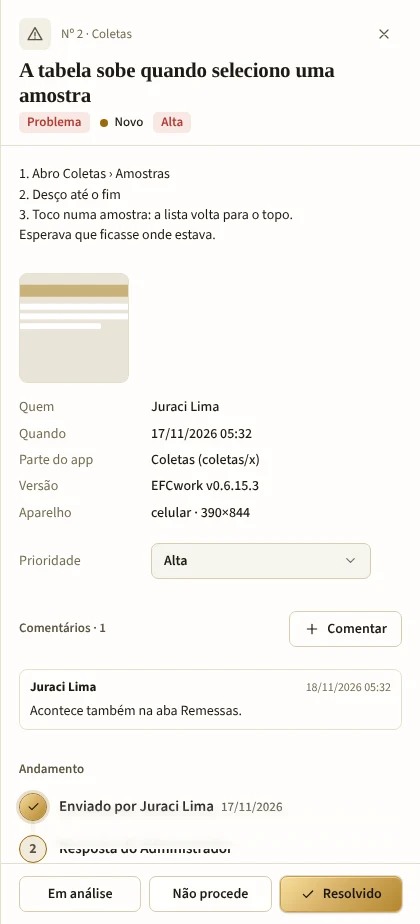 Nº 2 · Coletas
A tabela sobe quando seleciono uma
amostra
Problema
Novo
Alta
1. Abro Coletas › Amostras
2. Desço até o fim
3. Toco numa amostra: a lista volta para o topo.
Esperava que ficasse onde estava.
Quem Juraci Lima
Quando 17/11/2026 05:32
Parte do app Coletas (coletas/x)
Versão EFCwork v0.6.15.3
Aparelho celular · 390×844
Prioridade Alta
Comentários · 1
Comentar
Juraci Lima 18/11/2026 05:32
Acontece também na aba Remessas.
Andamento
Enviado por Juraci Lima 17/11/2026
2 Resposta do Administrador
Em análise
Não procede
Resolvido